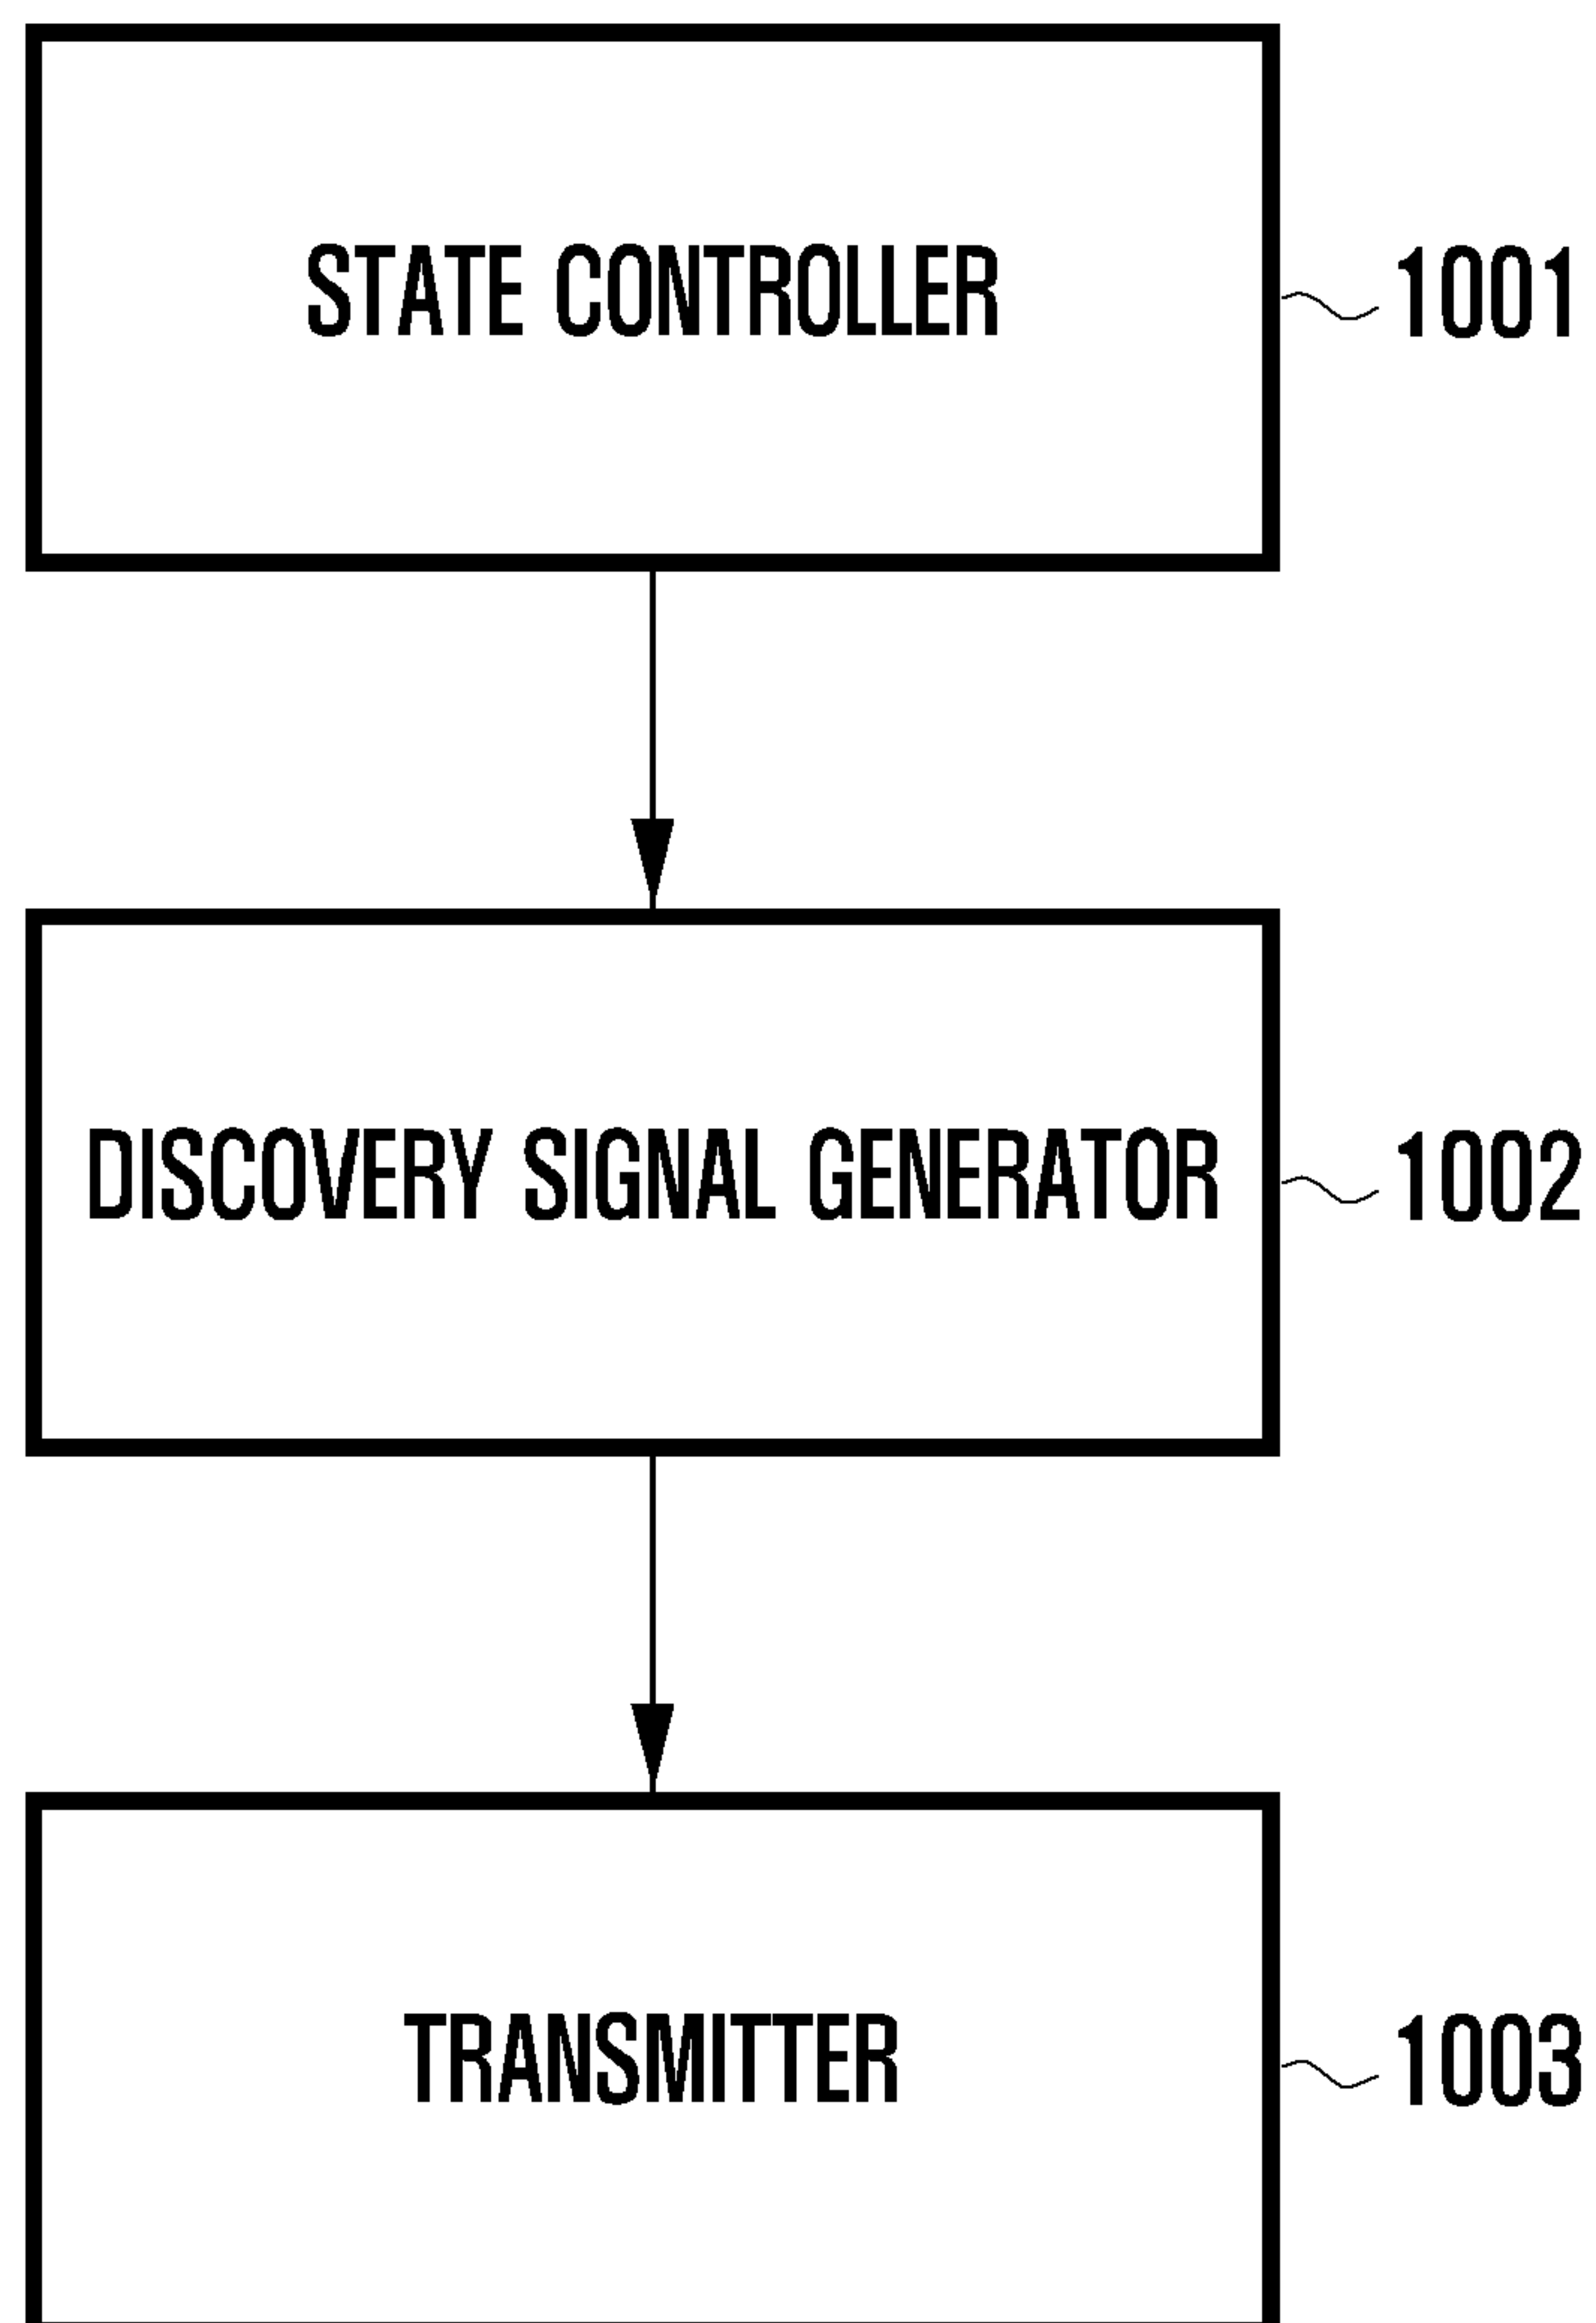 STATE CONTROLLER 1001
DISCOVERY SIGNAL GENERATOR 1002
TRANSMITTER 1003